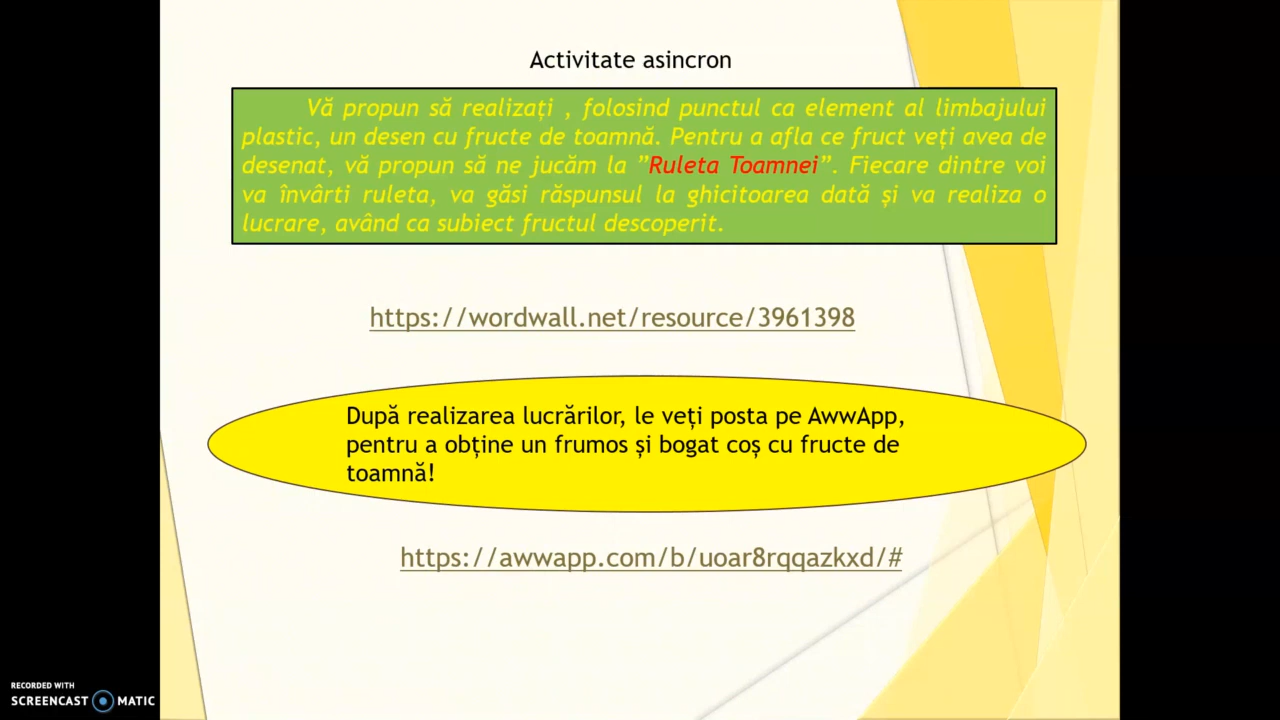 Activitate asincron
Vă propun să realizați , folosind punctul ca element al limbajului
plastic, un desen cu fructe de toamnă. Pentru a afla ce fruct veți avea de
desenat, vă propun să ne jucăm la ”Ruleta Toamnei”. Fiecare dintre voi
va învârti ruleta, va găsi răspunsul la ghicitoarea dată și va realiza o
lucrare, având ca subiect fructul descoperit.
https://wordwall.net/resource/3961398
După realizarea lucrărilor, le veți posta pe AwwApp,
pentru a obține un frumos și bogat coș cu fructe de
toamnă!
https://awwapp.com/b/uoar8rqqazkxd/#
RECORDED WITH
SCREENCAST MATIC